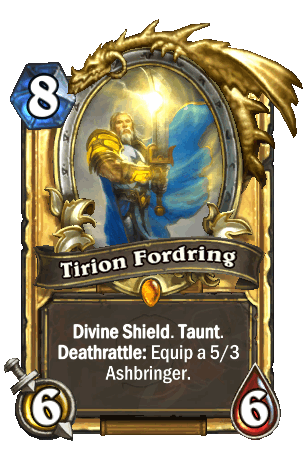 8
Tirion Fordring
Divine Shield. Taunt.
Deathrattle: Equip a 5/3
Ashbringer.
6
6